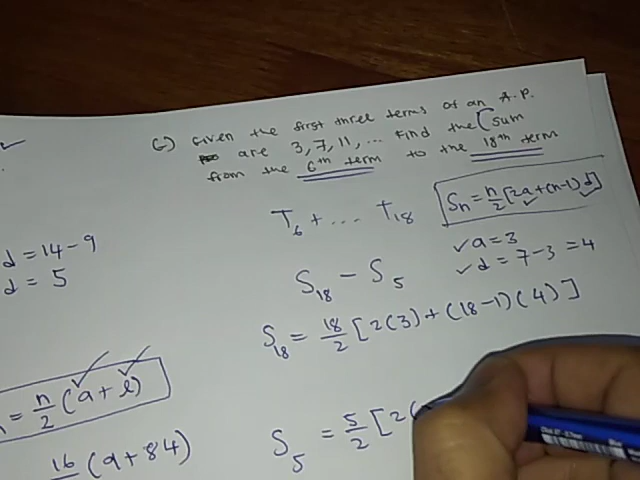 c) Given the first three terms of an A.P.
are 3, 7, 11, ... Find the [sum
from the 6th term to the 18th term
T6 + ... T18
Sn = n/2 [2a + (n-1) d]
a = 3
d = 7 - 3 = 4
S18 - S5
S18 = 18/2 [2(3) + (18-1)(4)]
S5 = 5/2 [2(
d = 14 - 9
d = 5
= n/2 (a + l)
16 (a + 84)